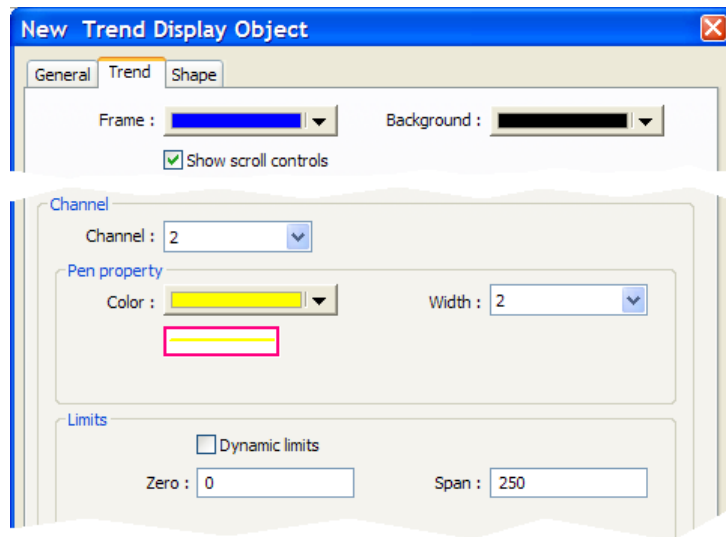 New Trend Display Object
General Trend Shape
Frame : Background :
Show scroll controls
Channel
Channel : 2
Pen property
Color : Width : 2
Limits
Dynamic limits
Zero : 0 Span : 250